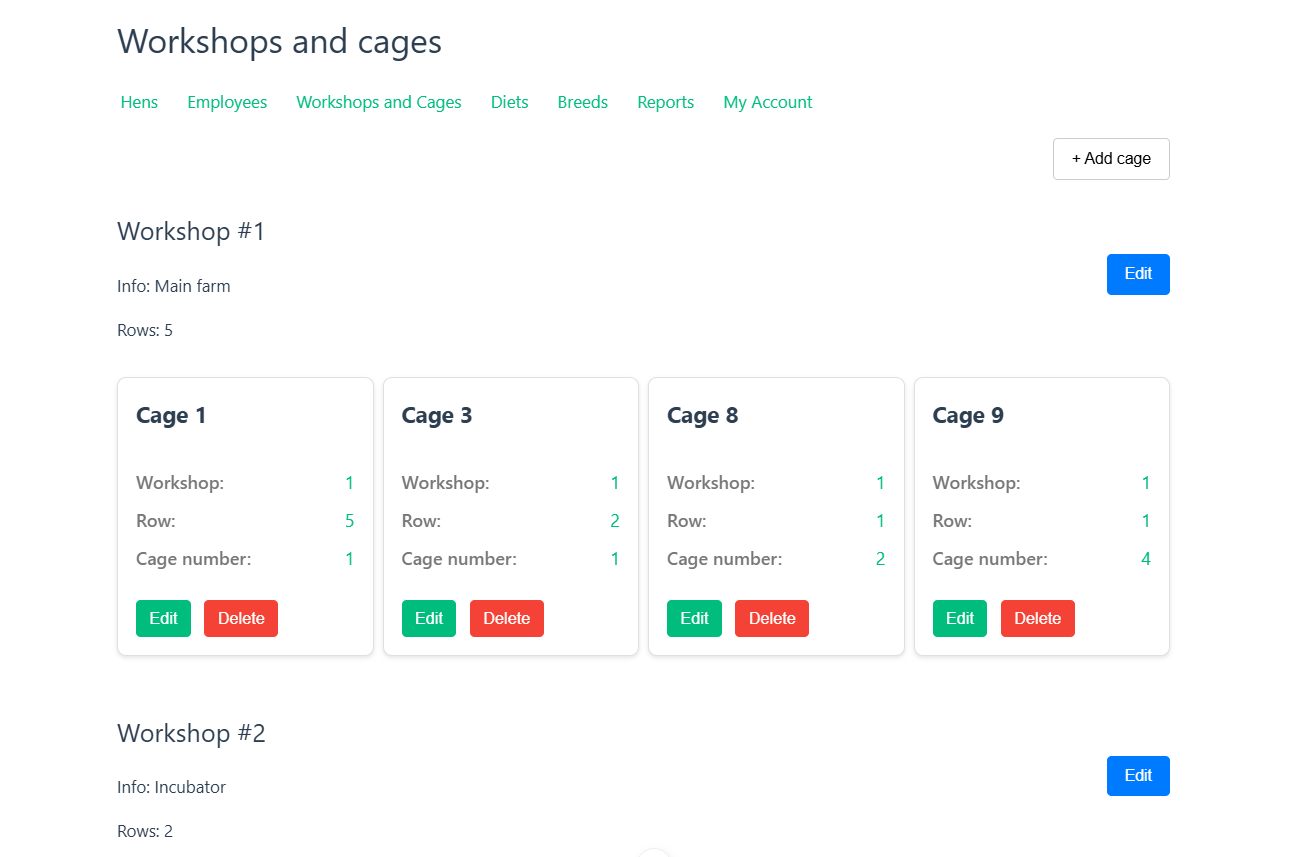 Workshops and cages
Hens Employees Workshops and Cages Diets Breeds Reports My Account
+ Add cage
Workshop #1
Edit
Info: Main farm
Rows: 5
Cage 1 Cage 3 Cage 8 Cage 9
Workshop: 1 Workshop: 1 Workshop: 1 Workshop: 1
Row: 5 Row: 2 Row: 1 Row: 1
Cage number: 1 Cage number: 1 Cage number: 2 Cage number: 4
Edit Delete Edit Delete Edit Delete Edit Delete
Workshop #2
Edit
Info: Incubator
Rows: 2